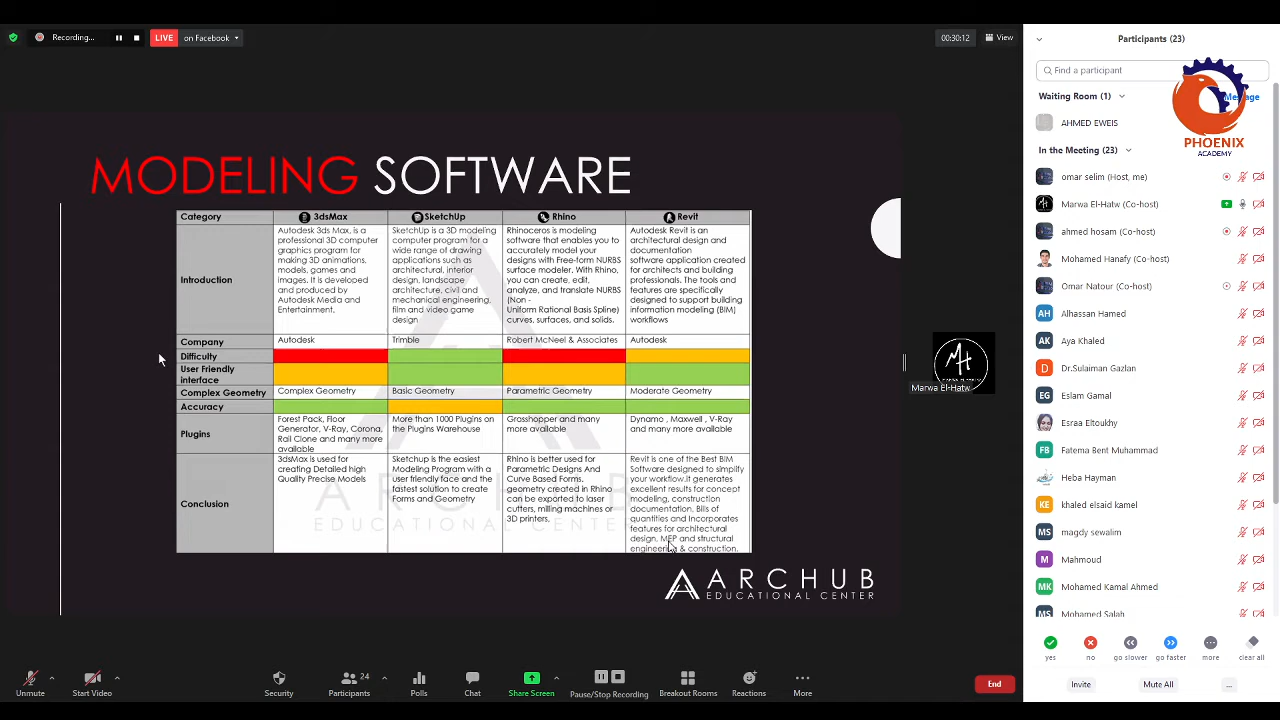 Recording...
LIVE on Facebook
00:30:12
View
MODELING SOFTWARE
Category 3dsMax SketchUp Rhino Revit
Introduction
Autodesk 3ds Max, is a
professional 3D computer
graphics program for
making 3D animations,
models, games and
images. It is developed
and produced by
Autodesk Media and
Entertainment.
SketchUp is a 3D modeling
computer program for a
wide range of drawing
applications such as
architectural, interior
design, landscape
architecture, civil and
mechanical engineering,
film and video game
design
Rhinoceros is modeling
software that enables you to
accurately model your
designs with Free-form NURBS
surface modeler. With Rhino,
you can create, edit,
analyze, and translate NURBS
(Non -
Uniform Rational Basis Spline)
curves, surfaces, and solids.
Autodesk Revit is an
architectural design and
documentation
software application created
for architects and building
professionals. The tools and
features are specifically
designed to support building
information modeling (BIM)
workflows
Company Autodesk Trimble Robert McNeel & Associates Autodesk
Difficulty
User Friendly
interface
Complex Geometry Complex Geometry Basic Geometry Parametric Geometry Moderate Geometry
Accuracy
Plugins
Forest Pack, Floor
Generator, V-Ray, Corona,
Rail Clone and many more
available
More than 1000 Plugins on
the Plugins Warehouse
Grasshopper and many
more available
Dynamo , Maxwell , V-Ray
and many more available
Conclusion
3dsMax is used for
creating Detailed high
Quality Precise Models
Sketchup is the easiest
Modeling Program with a
user friendly face and the
fastest solution to create
Forms and Geometry
Rhino is better used for
Parametric Designs And
Curve Based Forms.
geometry created in Rhino
can be exported to laser
cutters, milling machines or
3D printers.
Revit is one of the Best BIM
Software designed to simplify
your workflow.It generates
excellent results for concept
modeling, construction
documentation. Bills of
quantities and Incorporates
features for architectural
design, MEP and structural
engineering & construction.
ARCHUB
EDUCATIONAL CENTER
ARCHUB
EDUCATIONAL CENTER
MH
Marwa El-Hatw
Participants (23)
Find a participant
Waiting Room (1)
Message
AHMED EWEIS
PHOENIX
ACADEMY
In the Meeting (23)
omar selim (Host, me)
Marwa El-Hatw (Co-host)
ahmed hosam (Co-host)
Mohamed Hanafy (Co-host)
Omar Natour (Co-host)
AH Alhassan Hamed
Aya Khaled
D Dr.Sulaiman Gazlan
EG Eslam Gamal
Esraa Eltoukhy
FB Fatema Bent Muhammad
Heba Hayman
KE khaled elsaid kamel
MS magdy sewalim
M Mahmoud
MK Mohamed Kamal Ahmed
MS Mohamed Salah
yes no go slower go faster more clear all
Invite Mute All ...
Unmute Start Video Security Participants 24 Polls Chat Share Screen Pause/Stop Recording Breakout Rooms Reactions More End